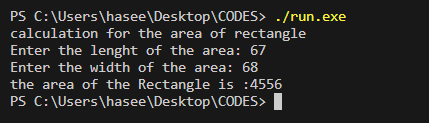 PS C:\Users\hasee\Desktop\CODES> ./run.exe
calculation for the area of rectangle
Enter the lenght of the area: 67
Enter the width of the area: 68
the area of the Rectangle is :4556
PS C:\Users\hasee\Desktop\CODES>